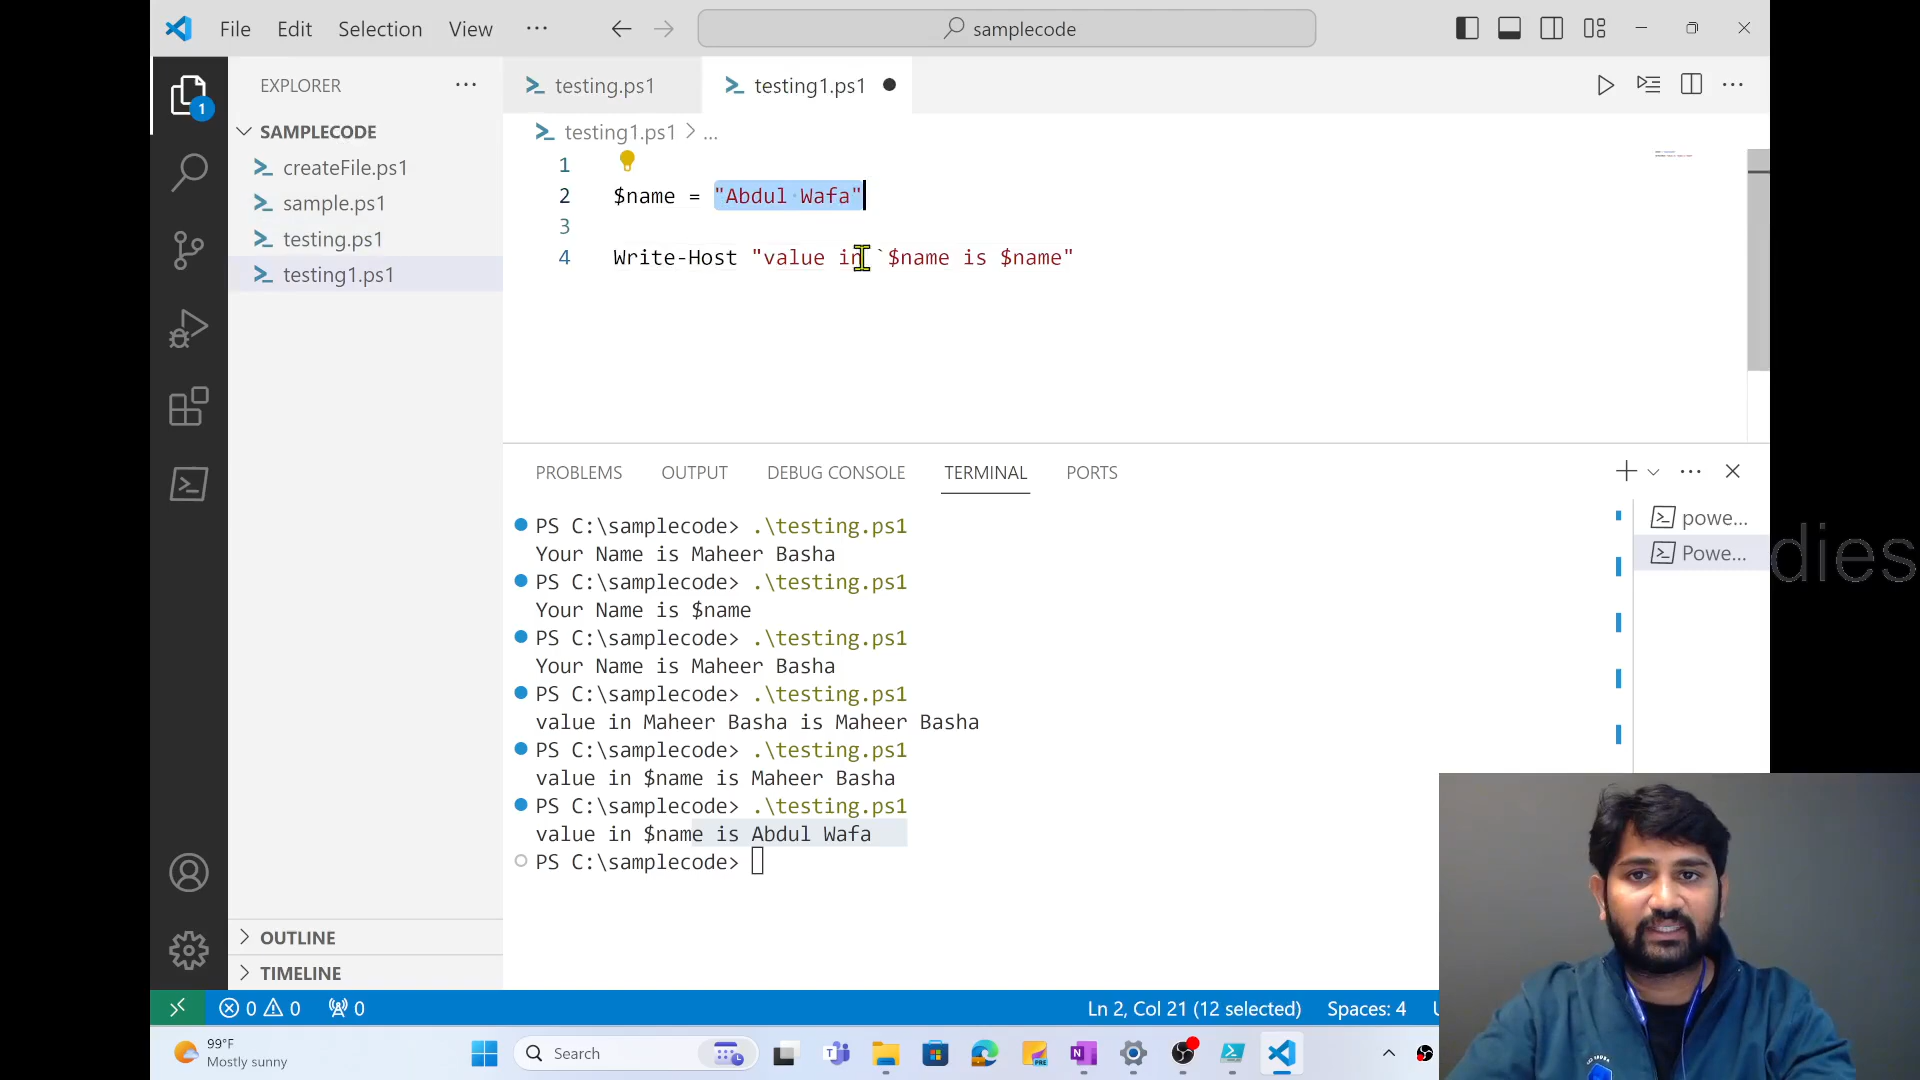 File Edit Selection View ... samplecode
EXPLORER ...
testing.ps1 testing1.ps1
SAMPLECODE
testing1.ps1 > ...
createFile.ps1
sample.ps1
testing.ps1
testing1.ps1
1
2 $name = "Abdul·Wafa"
3
4 Write-Host "value in `$name is $name"
PROBLEMS OUTPUT DEBUG CONSOLE TERMINAL PORTS
PS C:\samplecode> .\testing.ps1
Your Name is Maheer Basha
PS C:\samplecode> .\testing.ps1
Your Name is $name
PS C:\samplecode> .\testing.ps1
Your Name is Maheer Basha
PS C:\samplecode> .\testing.ps1
value in Maheer Basha is Maheer Basha
PS C:\samplecode> .\testing.ps1
value in $name is Maheer Basha
PS C:\samplecode> .\testing.ps1
value in $name is Abdul Wafa
PS C:\samplecode>
powe...
Powe...
dies
OUTLINE
TIMELINE
0 0 0 Ln 2, Col 21 (12 selected) Spaces: 4
99°F
Mostly sunny
Search
1